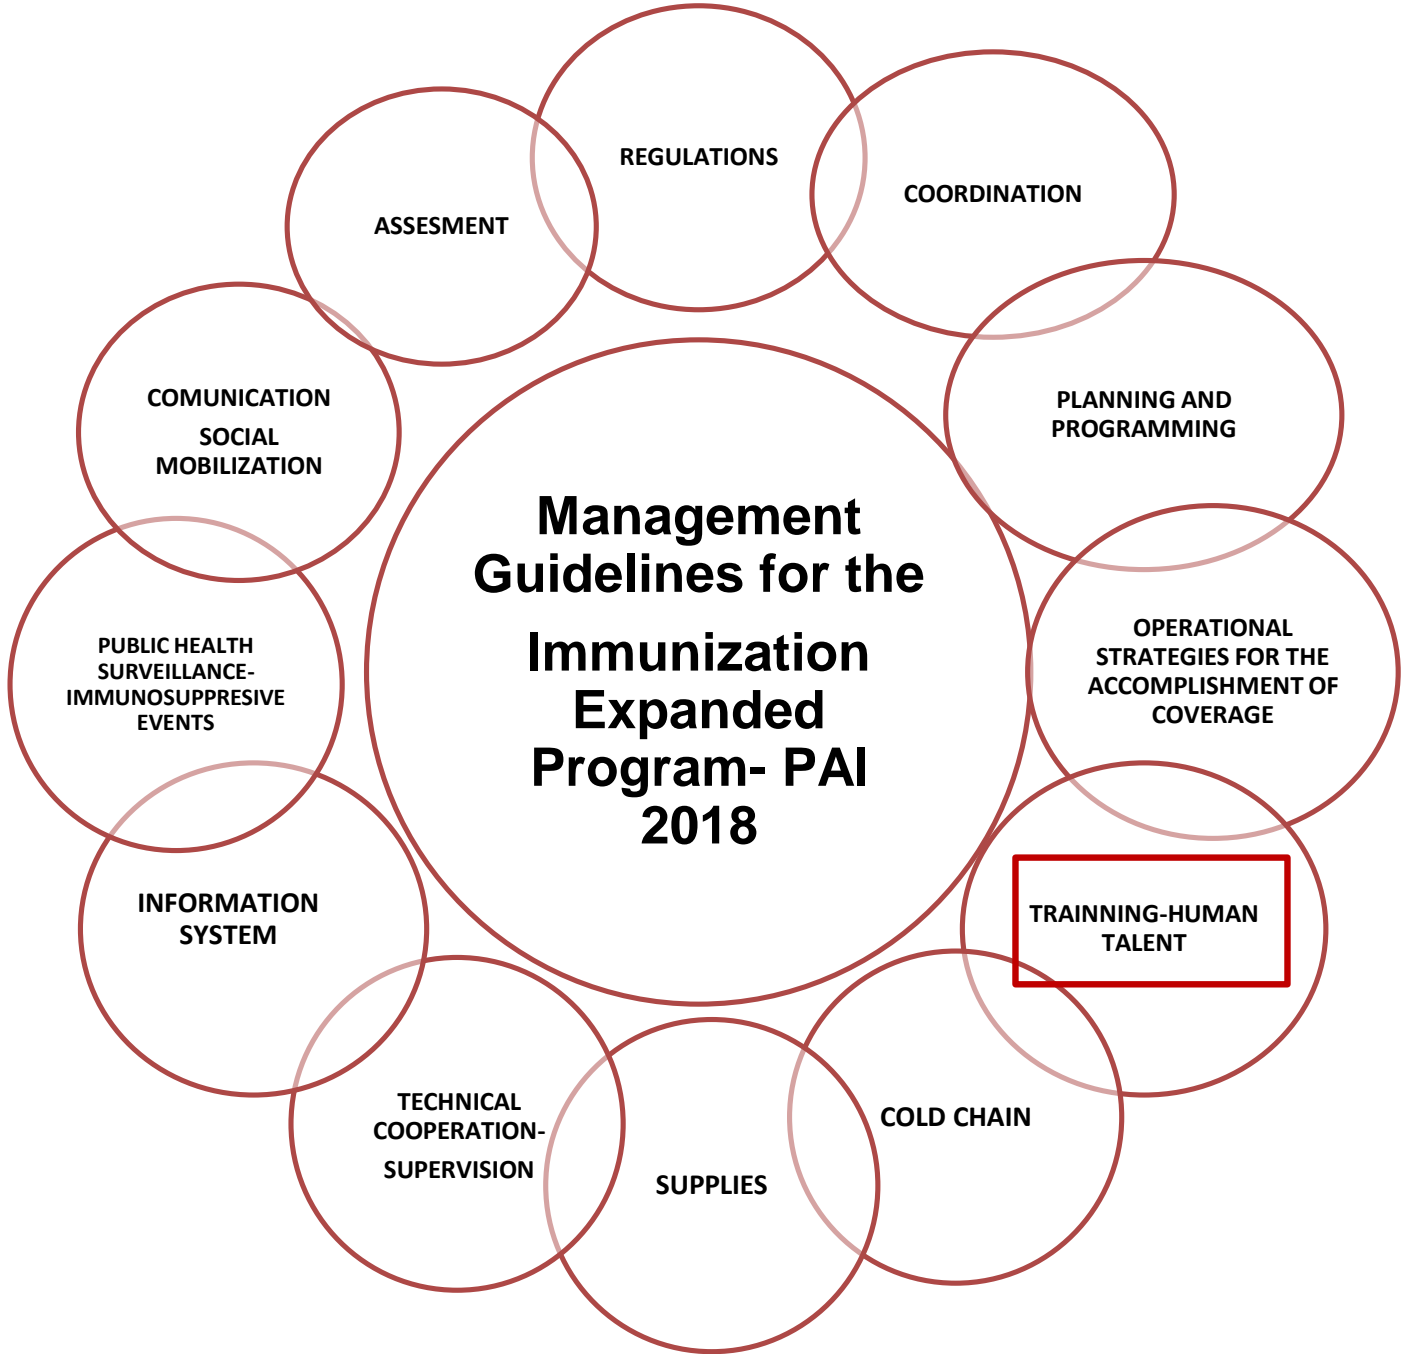 REGULATIONS
COORDINATION
PLANNING AND
PROGRAMMING
OPERATIONAL
STRATEGIES FOR THE
ACCOMPLISHMENT OF
COVERAGE
TRAINNING-HUMAN
TALENT
COLD CHAIN
SUPPLIES
TECHNICAL
COOPERATION-
SUPERVISION
INFORMATION
SYSTEM
PUBLIC HEALTH
SURVEILLANCE-
IMMUNOSUPPRESIVE
EVENTS
COMUNICATION
SOCIAL
MOBILIZATION
ASSESMENT
Management
Guidelines for the
Immunization
Expanded
Program- PAI
2018